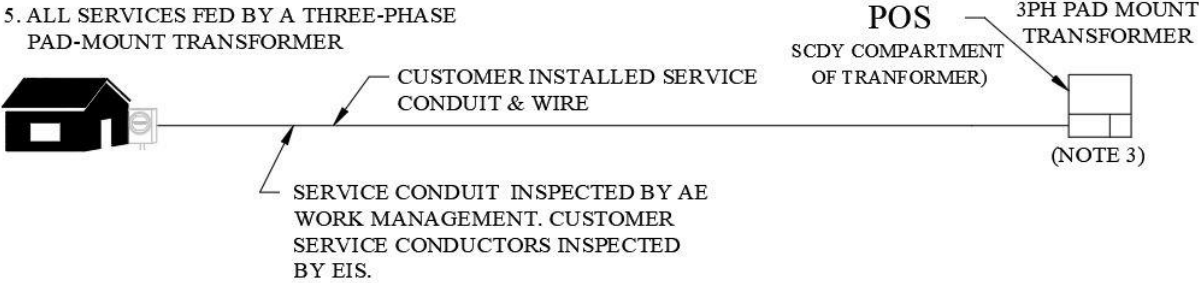 5. ALL SERVICES FED BY A THREE-PHASE
PAD-MOUNT TRANSFORMER
POS
SCDY COMPARTMENT
OF TRANFORMER)
3PH PAD MOUNT
TRANSFORMER
CUSTOMER INSTALLED SERVICE
CONDUIT & WIRE
(NOTE 3)
SERVICE CONDUIT INSPECTED BY AE
WORK MANAGEMENT. CUSTOMER
SERVICE CONDUCTORS INSPECTED
BY EIS.